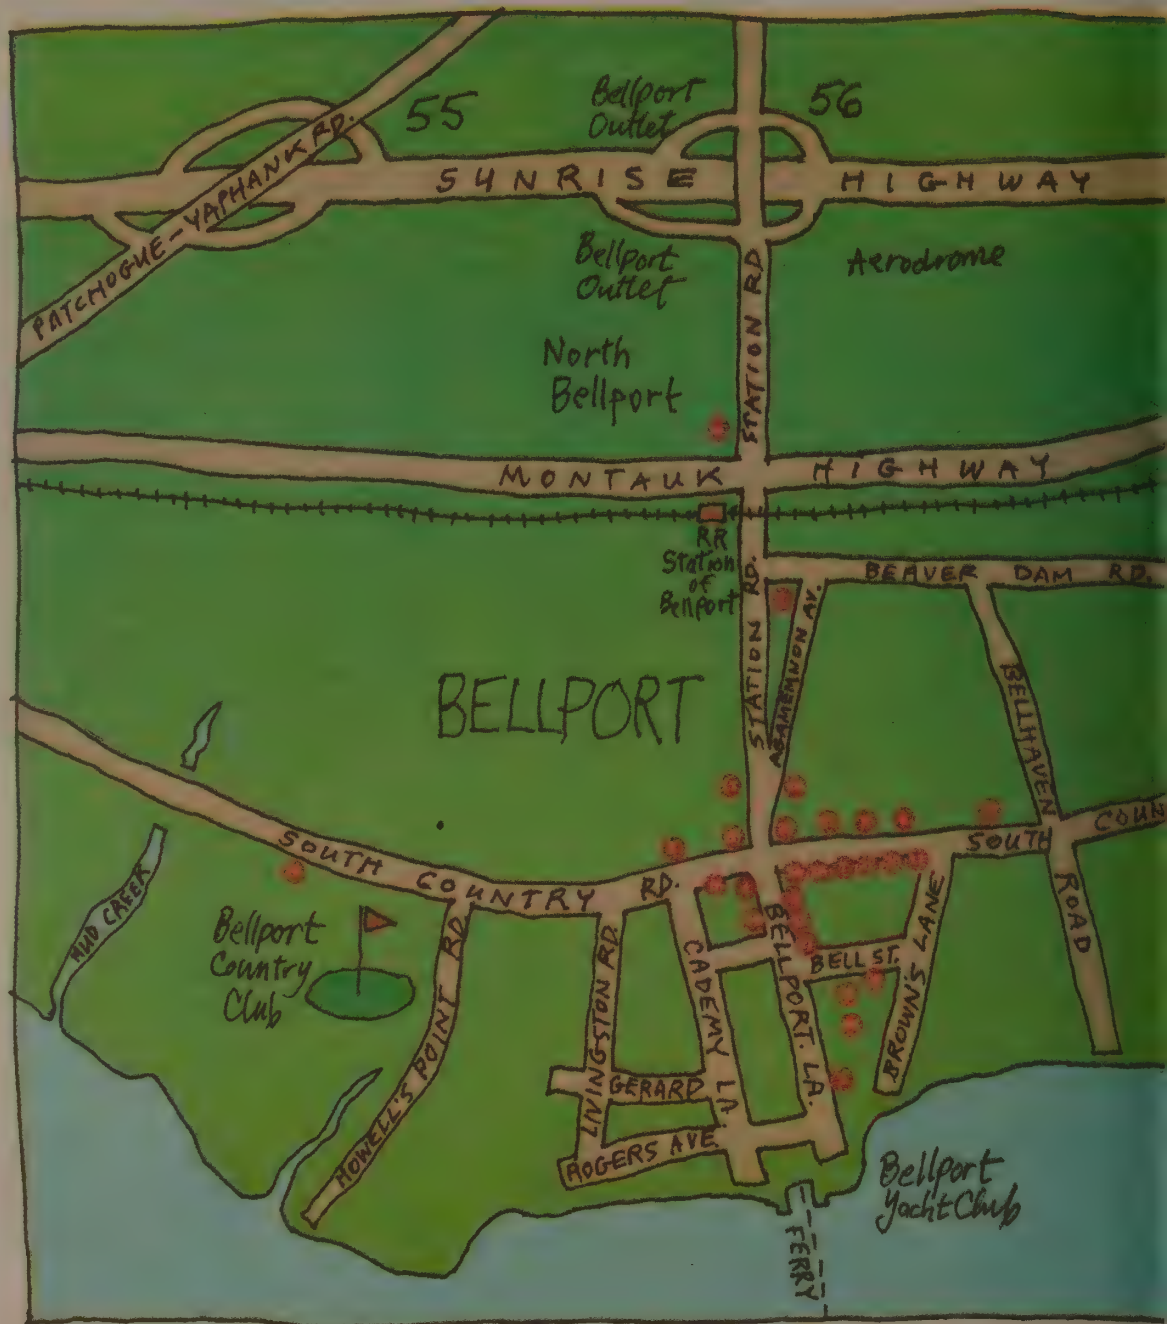 55
Bellport
Outlet
56
PATCHOGUE-YAPHANK RD.
SUNRISE HIGHWAY
Bellport
Outlet
Aerodrome
STATION RD
North
Bellport
MONTAUK HIGHWAY
RR
Station
of
Bellport
STATION RD.
BEAVER DAM RD.
AGAMEMNON AV.
BELLHAVEN ROAD
BELLPORT
SOUTH COUNTRY RD.
SOUTH COUN
MUD CREEK
Bellport
Country
Club
HOWELL'S POINT RD
LIVINGSTON RD.
CADEMY LA.
BELLPORT. LA.
BELL ST.
BROWN'S LANE
GERARD
ROGERS AVE.
Bellport
Yacht Club
FERRY